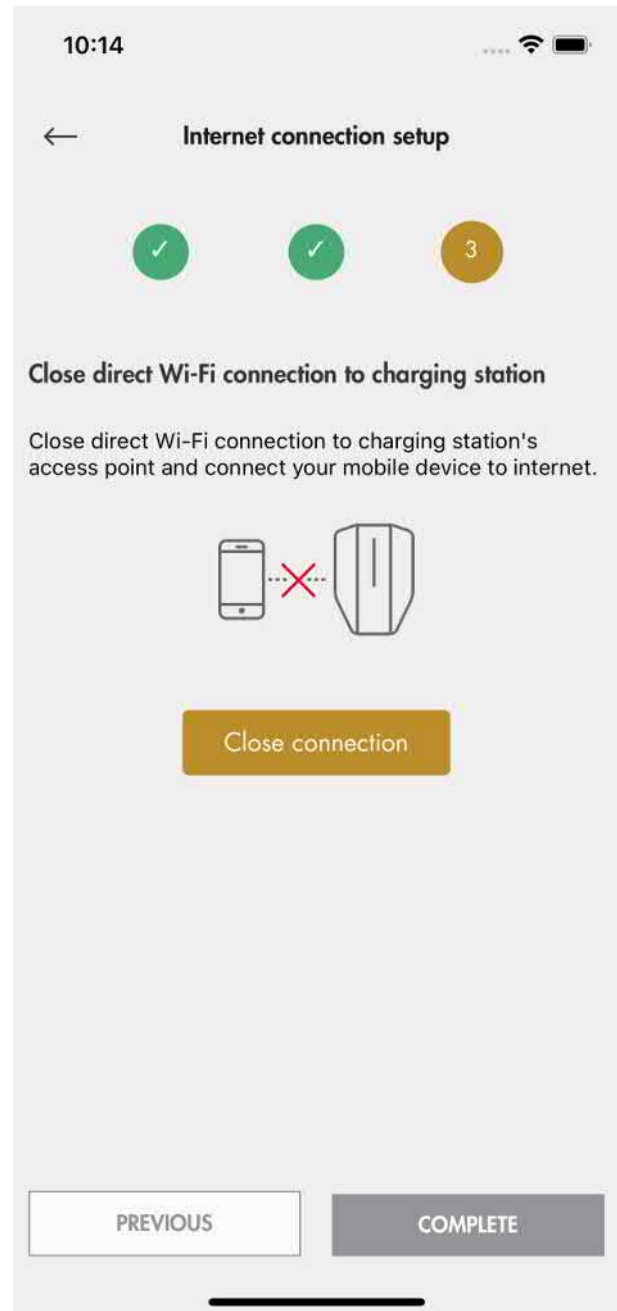 10:14
Internet connection setup
3
Close direct Wi-Fi connection to charging station
Close direct Wi-Fi connection to charging station's
access point and connect your mobile device to internet.
Close connection
PREVIOUS
COMPLETE